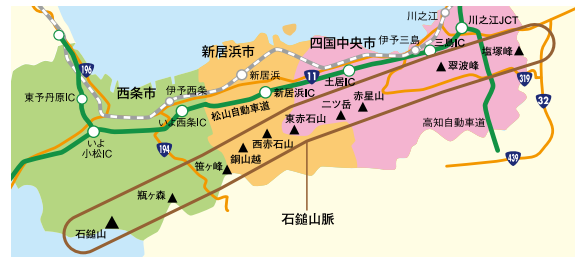 川之江
川之江JCT
伊予三島
三島IC
四国中央市
塩塚峰
新居浜市
翠波峰
196
新居浜
11
土居IC
319
西条市
伊予西条
新居浜IC
32
東予丹原IC
赤星山
二ツ岳
松山自動車道
いよ西条IC
東赤石山
高知自動車道
いよ
小松IC
194
西赤石山
銅山越
439
笹ヶ峰
瓶ヶ森
石鎚山脈
石鎚山